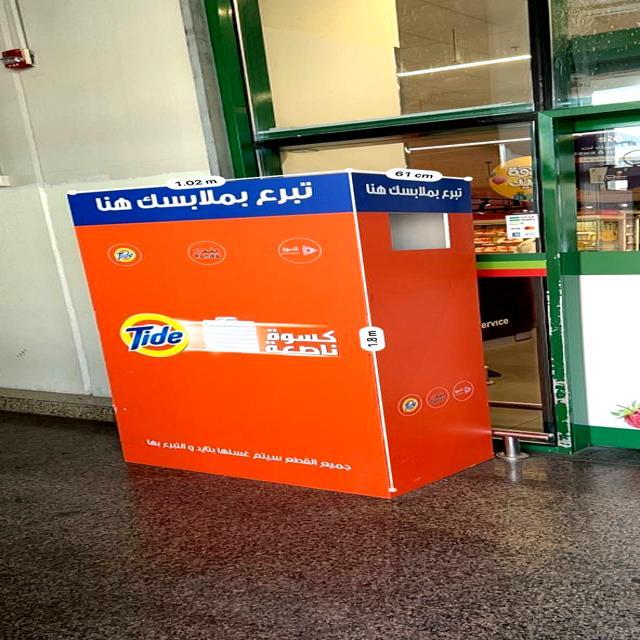 1.02 m
61 cm
تبرع بملابسك هنا
تبرع بملابسك هنا
Tide
Tide
كسوة
ناصعة
1.8 m
ervice
Tide
جميع القطع سيتم غسلها بتايد و التبرع بها